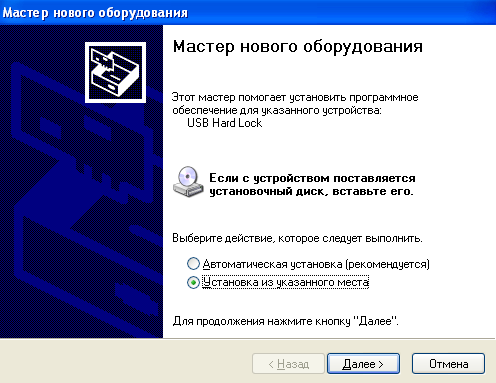 Мастер нового оборудования
Мастер нового оборудования
Этот мастер помогает установить программное
обеспечение для указанного устройства:
USB Hard Lock
Если с устройством поставляется
установочный диск, вставьте его.
Выберите действие, которое следует выполнить.
Автоматическая установка (рекомендуется)
Установка из указанного места
Для продолжения нажмите кнопку "Далее".
< Назад Далее > Отмена